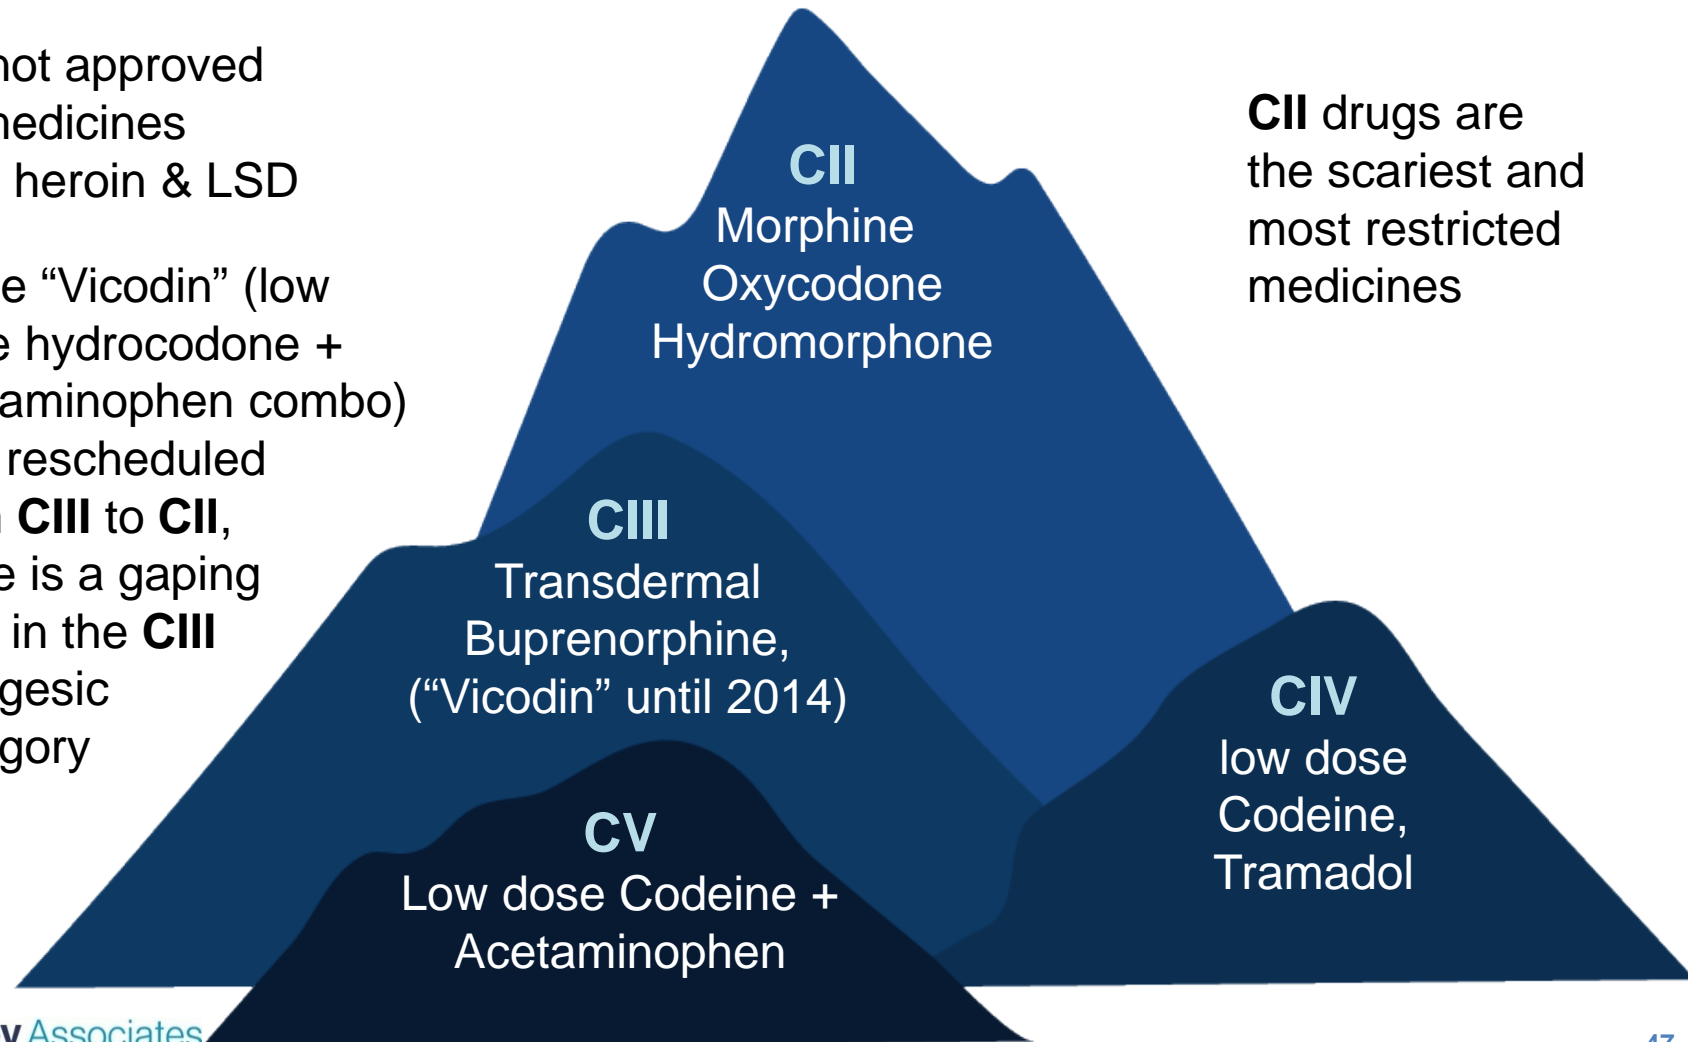 not approved
medicines
heroin & LSD
“Vicodin” (low
hydrocodone +
aminophen combo)
rescheduled
CIII to CII,
is a gaping
in the CIII
gesic
gory
CII
Morphine
Oxycodone
Hydromorphone
CII drugs are
the scariest and
most restricted
medicines
CIII
Transdermal
Buprenorphine,
(“Vicodin” until 2014)
CIV
low dose
Codeine,
Tramadol
CV
Low dose Codeine +
Acetaminophen
Associates
47